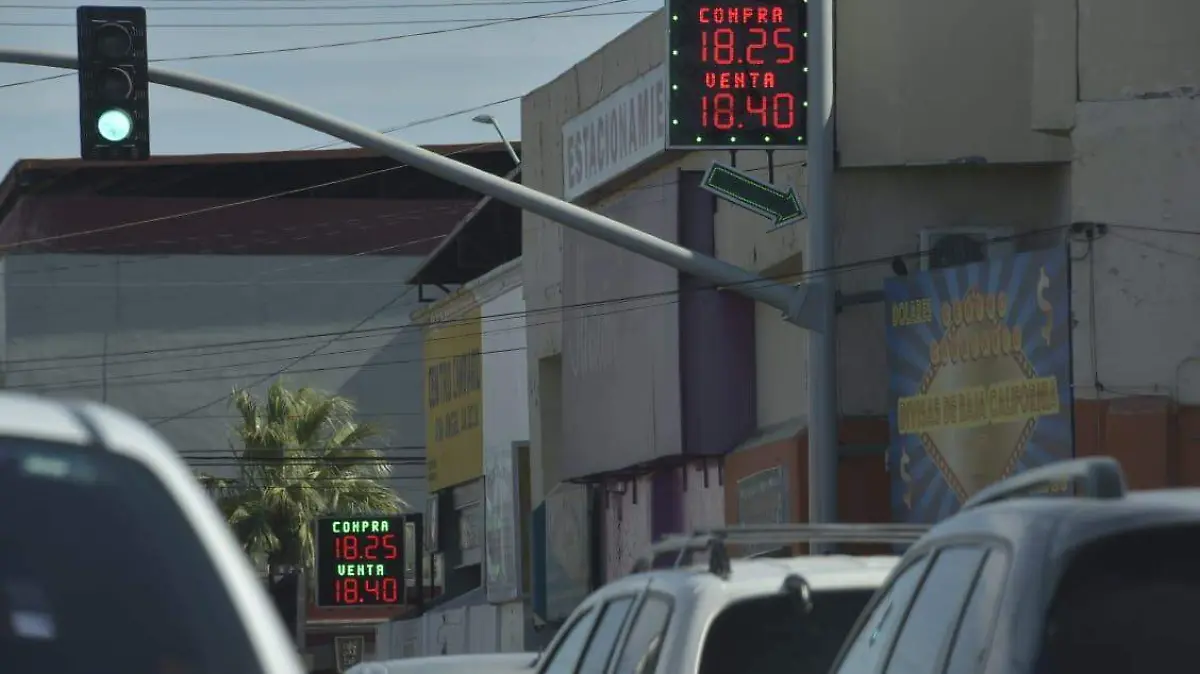 COMPRA
18.25
VENTA
18.40
ESTACIONAMIE
DOLARES
DIVISAS DE BAJA CALIFORNIA
$
COMPRA
18.25
VENTA
18.40